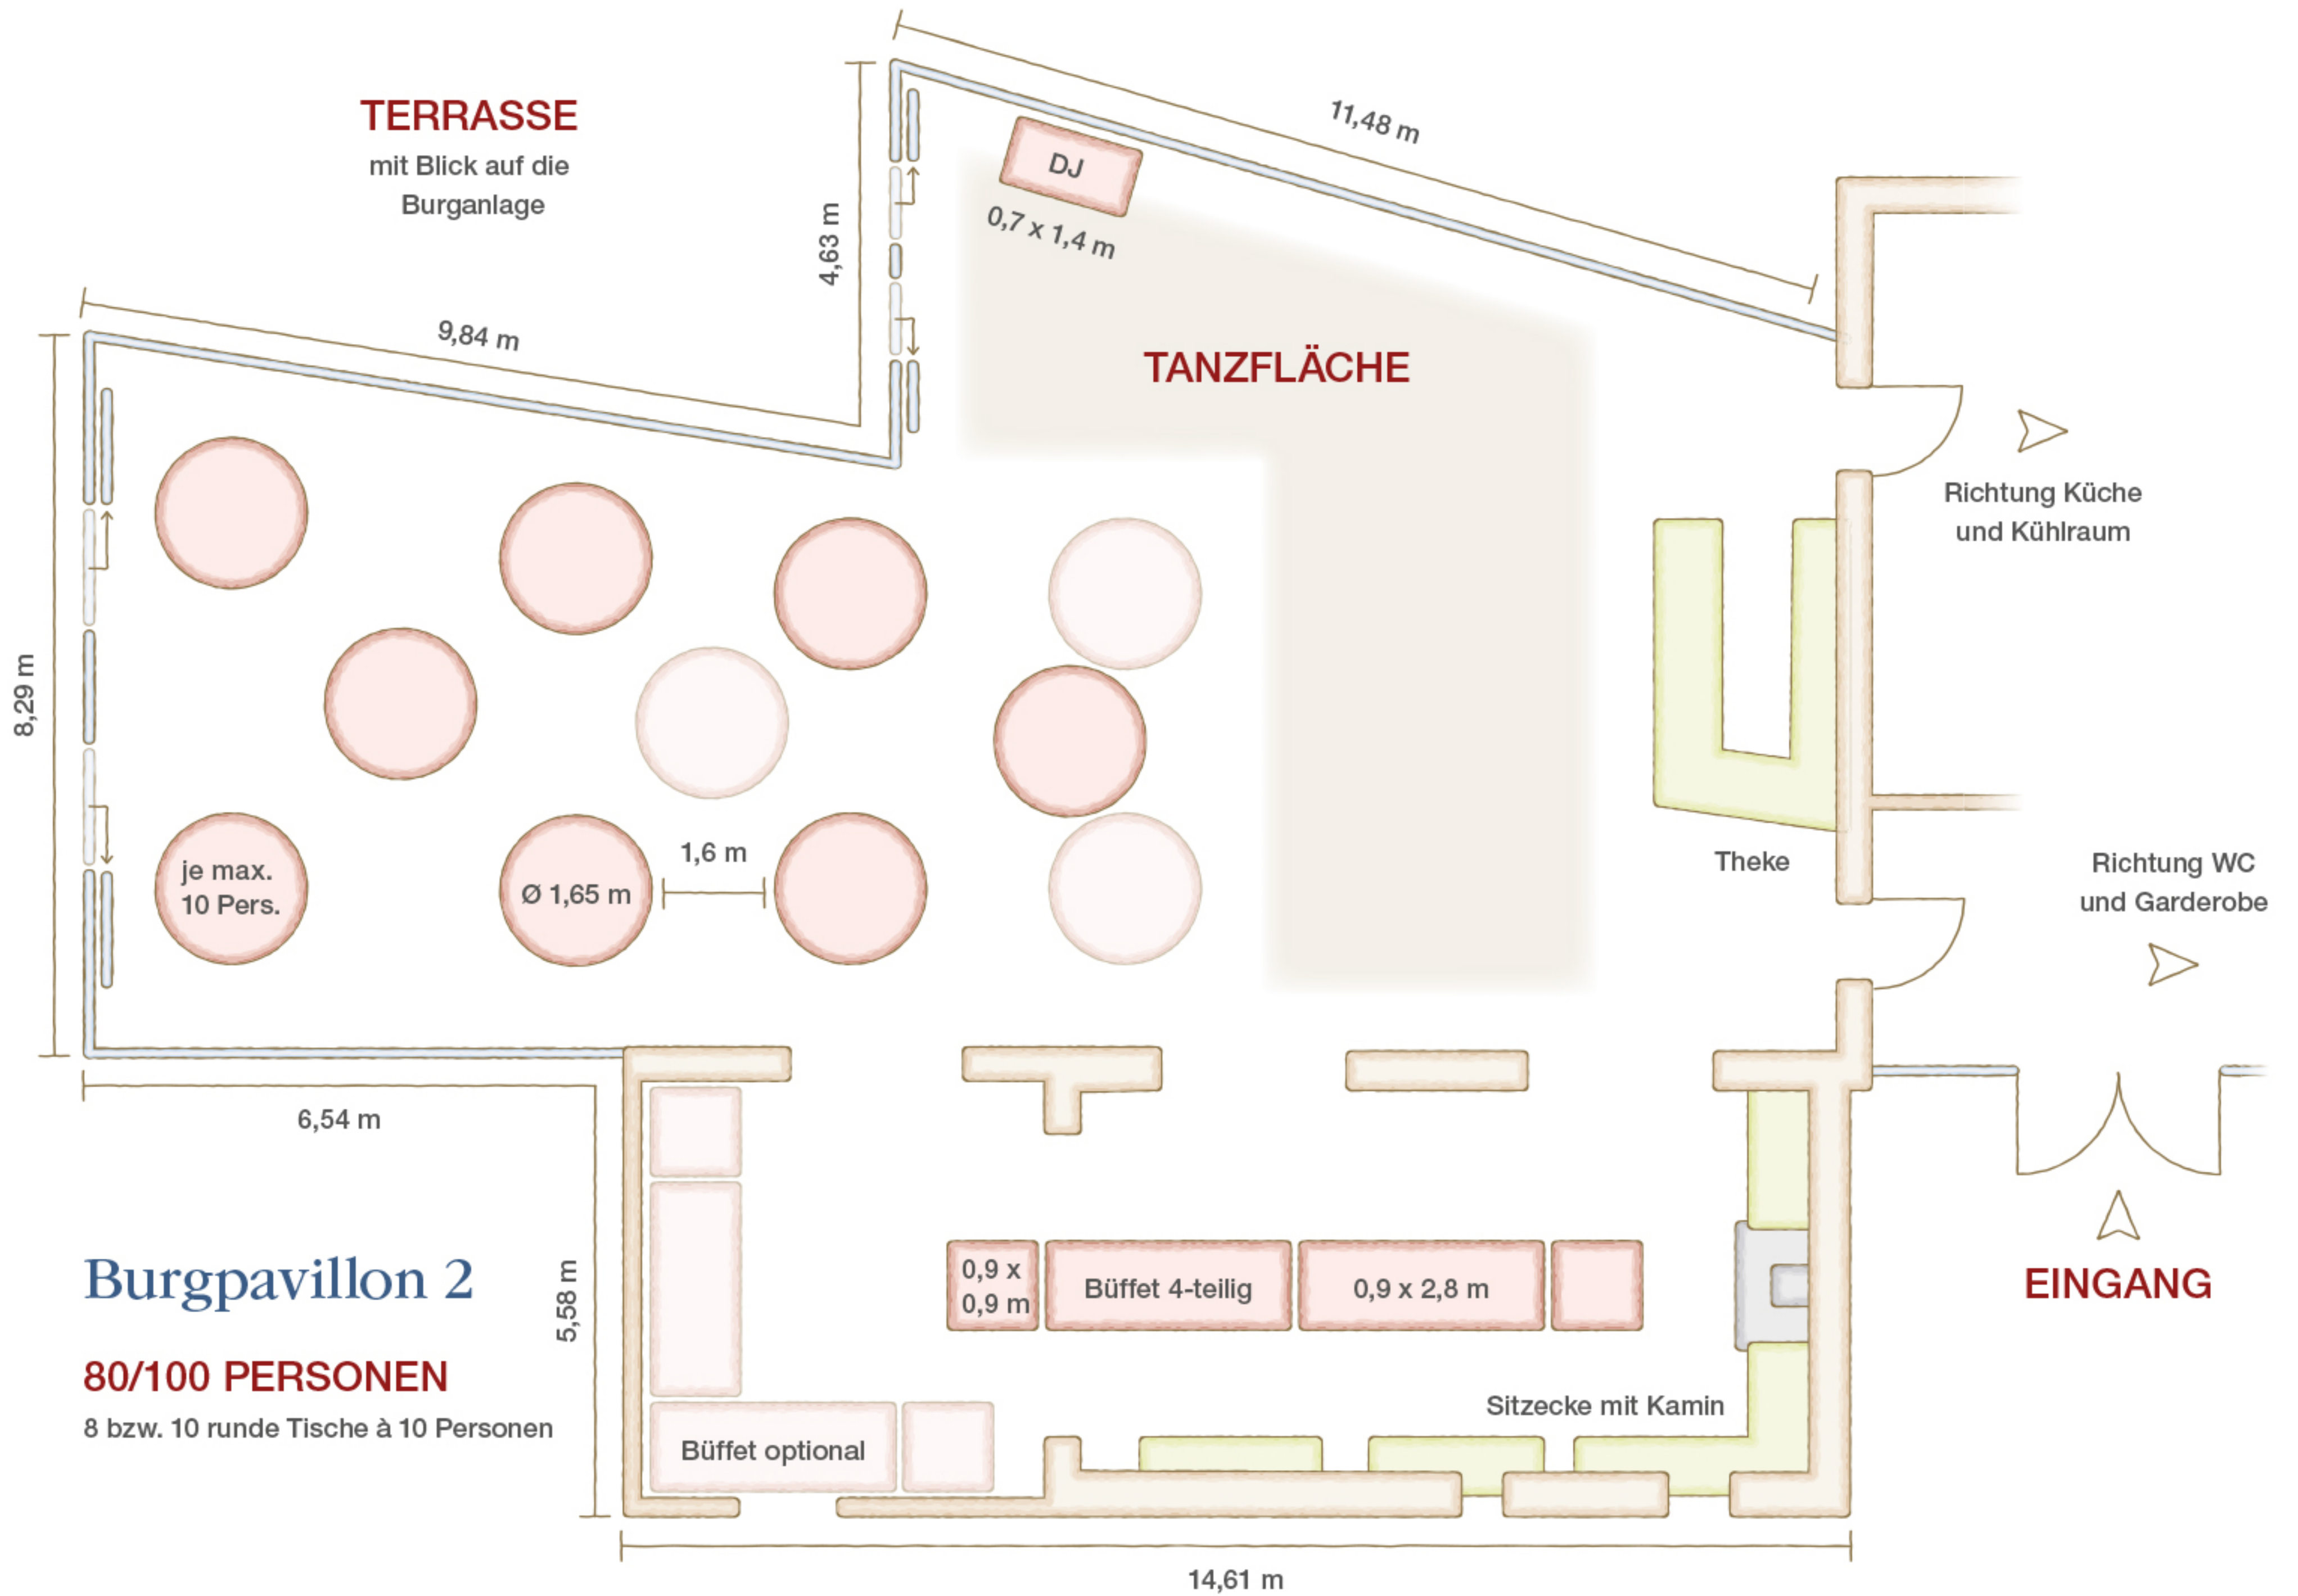 TERRASSE
mit Blick auf die
Burganlage
11,48 m
4,63 m
DJ
0,7 x 1,4 m
9,84 m
TANZFLÄCHE
8,29 m
Richtung Küche
und Kühlraum
je max.
10 Pers.
Ø 1,65 m
1,6 m
Theke
Richtung WC
und Garderobe
6,54 m
5,58 m
Burgpavillon 2
80/100 PERSONEN
8 bzw. 10 runde Tische à 10 Personen
0,9 x
0,9 m
Büffet 4-teilig
0,9 x 2,8 m
EINGANG
Sitzecke mit Kamin
Büffet optional
14,61 m